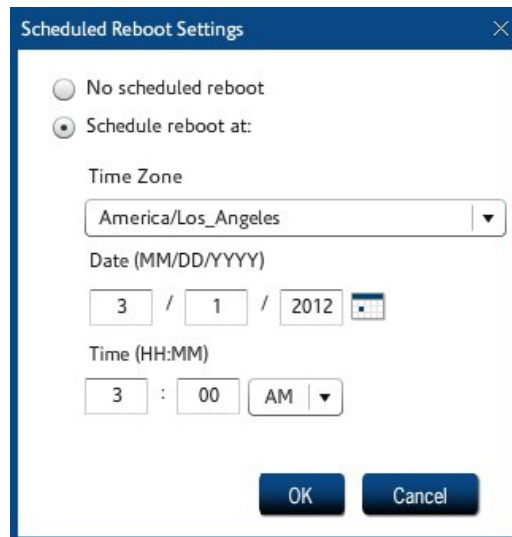 Scheduled Reboot Settings
No scheduled reboot
Schedule reboot at:
Time Zone
America/Los_Angeles
Date (MM/DD/YYYY)
3 / 1 / 2012
Time (HH:MM)
3 : 00 AM
OK Cancel